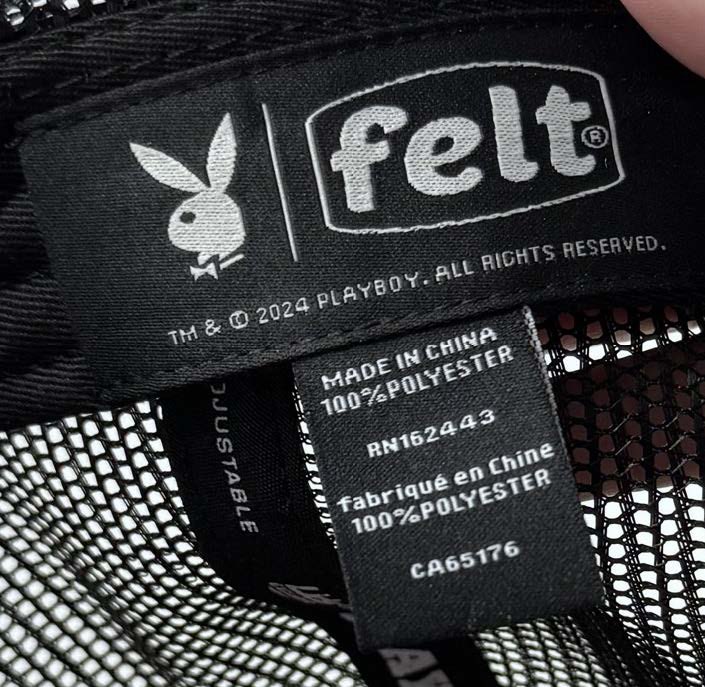 felt®
TM & © 2024 PLAYBOY. ALL RIGHTS RESERVED.
MADE IN CHINA
100%POLYESTER
RN162443
fabriqué en Chine
100%POLYESTER
CA65176